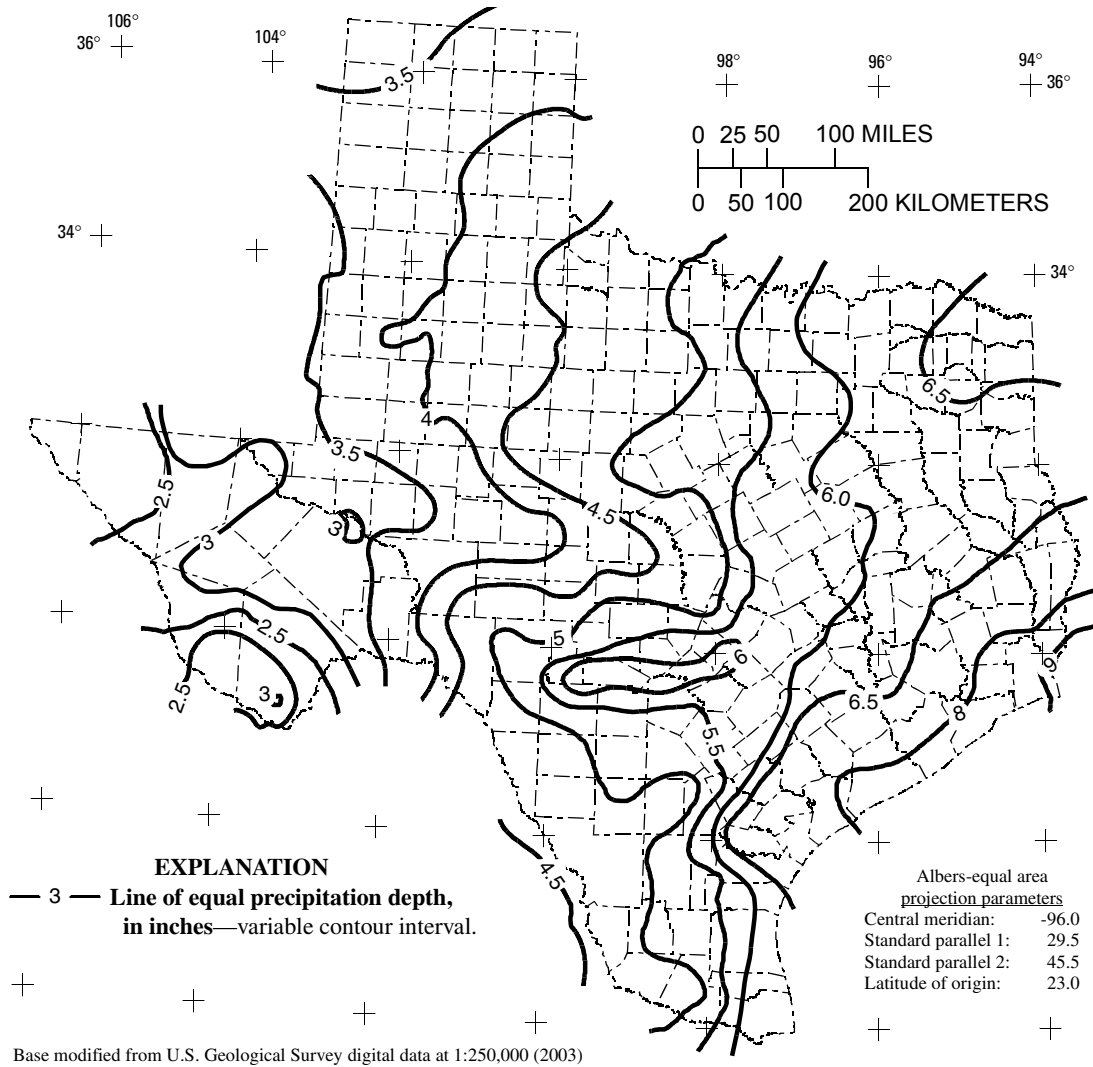 106°
36°
104°
98°
96°
94°
36°
3.5
0 25 50 100 MILES
0 50 100 200 KILOMETERS
34°
34°
6.5
4
3.5
2.5
6.0
4.5
3
3
2.5
5
6
2.5
3
9
6.5
8
5.5
4.5
EXPLANATION
3 Line of equal precipitation depth,
in inches—variable contour interval.
Albers-equal area
projection parameters
Central meridian: -96.0
Standard parallel 1: 29.5
Standard parallel 2: 45.5
Latitude of origin: 23.0
Base modified from U.S. Geological Survey digital data at 1:250,000 (2003)